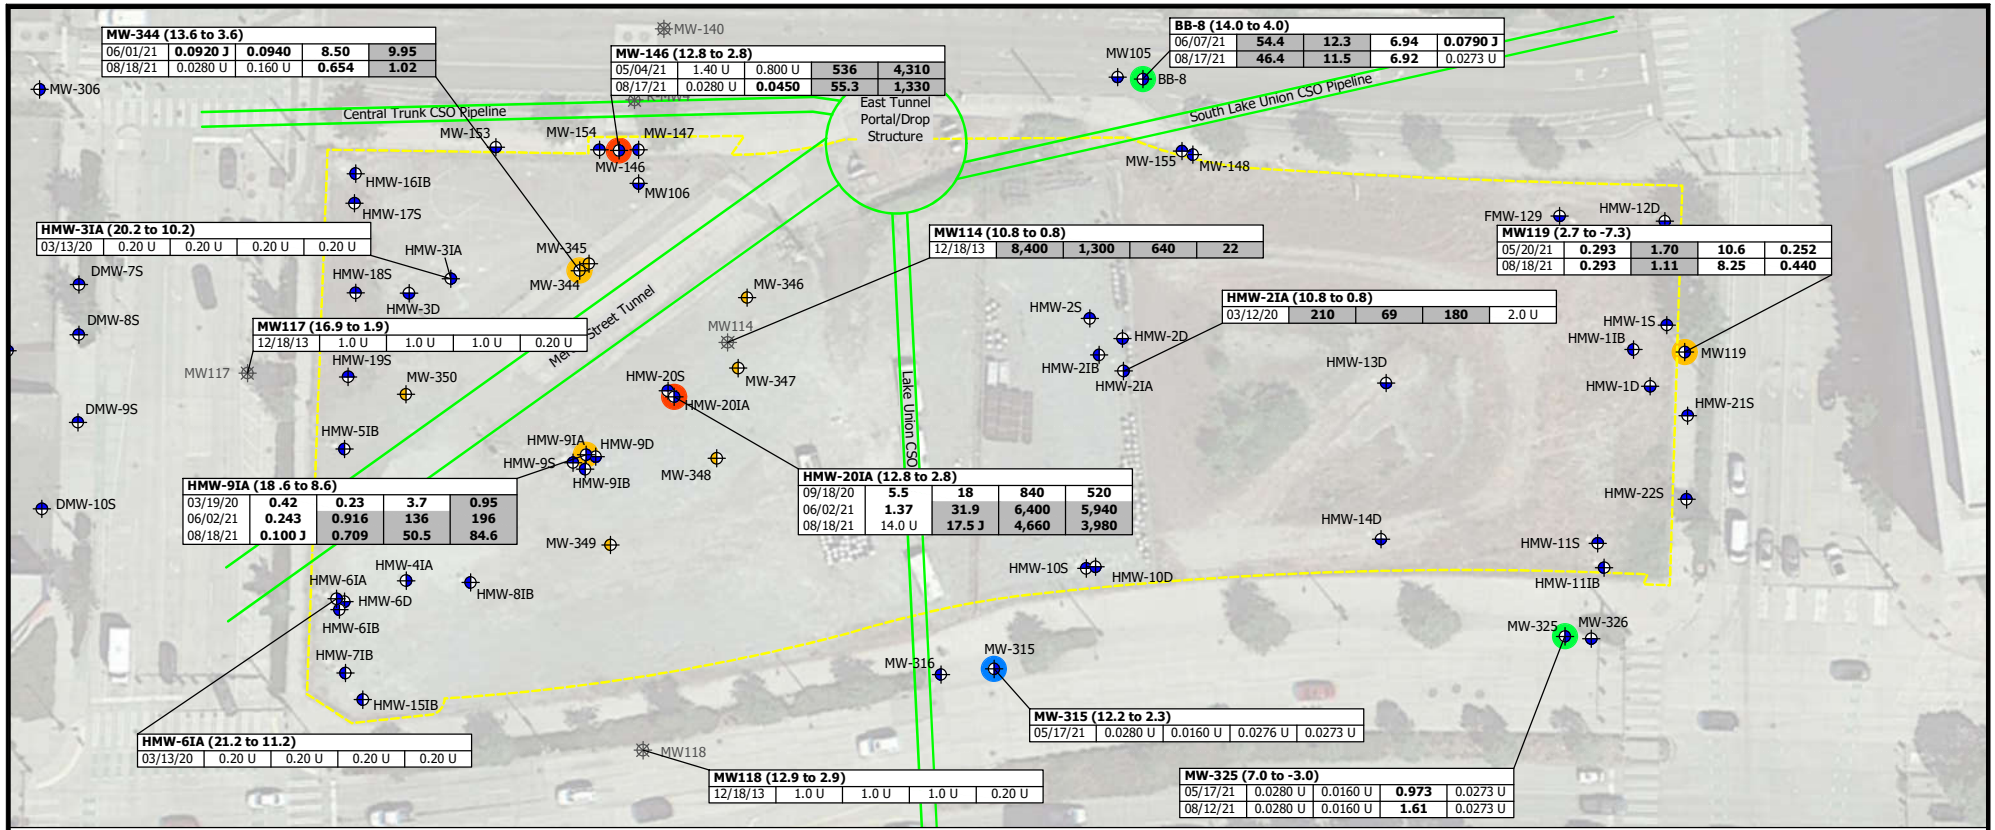 MW-344 (13.6 to 3.6)
06/01/21 0.0920 J 0.0940 8.50 9.95
08/18/21 0.0280 U 0.160 U 0.654 1.02
MW-140
MW-146 (12.8 to 2.8)
05/04/21 1.40 U 0.800 U 536 4,310
08/17/21 0.0280 U 0.0450 55.3 1,330
MW105
BB-8 (14.0 to 4.0)
06/07/21 54.4 12.3 6.94 0.0790 J
08/17/21 46.4 11.5 6.92 0.0273 U
BB-8
MW-306
Central Trunk CSO Pipeline
East Tunnel
Portal/Drop
Structure
South Lake Union CSO Pipeline
MW-153
MW-154
MW-147
MW-146
MW106
MW-155
MW-148
HMW-16IB
HMW-17S
HMW-3IA (20.2 to 10.2)
03/13/20 0.20 U 0.20 U 0.20 U 0.20 U
HMW-3IA
MW-345
MW-344
HMW-18S
HMW-3D
DMW-7S
DMW-8S
MW114 (10.8 to 0.8)
12/18/13 8,400 1,300 640 22
FMW-129
HMW-12D
MW119 (2.7 to -7.3)
05/20/21 0.293 1.70 10.6 0.252
08/18/21 0.293 1.11 8.25 0.440
MW-346
MW114
HMW-2IA (10.8 to 0.8)
03/12/20 210 69 180 2.0 U
HMW-2S
HMW-2D
HMW-2IB
HMW-2IA
HMW-1S
HMW-1IB
MW119
HMW-1D
HMW-13D
HMW-21S
MW117 (16.9 to 1.9)
12/18/13 1.0 U 1.0 U 1.0 U 0.20 U
Street Tunnel
MW117
HMW-19S
MW-350
HMW-20S
HMW-20IA
MW-347
Lake Union CSO
DMW-9S
HMW-5IB
HMW-9IA
HMW-9D
HMW-9S
HMW-9IB
MW-348
HMW-9IA (18 .6 to 8.6)
03/19/20 0.42 0.23 3.7 0.95
06/02/21 0.243 0.916 136 196
08/18/21 0.100 J 0.709 50.5 84.6
HMW-20IA (12.8 to 2.8)
09/18/20 5.5 18 840 520
06/02/21 1.37 31.9 6,400 5,940
08/18/21 14.0 U 17.5 J 4,660 3,980
DMW-10S
HMW-22S
HMW-14D
HMW-11S
HMW-11IB
MW-349
HMW-4IA
HMW-8IB
HMW-6IA
HMW-6D
HMW-6IB
HMW-10S
HMW-10D
HMW-7IB
HMW-15IB
MW-316
MW-315
MW-325
MW-326
MW-315 (12.2 to 2.3)
05/17/21 0.0280 U 0.0160 U 0.0276 U 0.0273 U
HMW-6IA (21.2 to 11.2)
03/13/20 0.20 U 0.20 U 0.20 U 0.20 U
MW118
MW118 (12.9 to 2.9)
12/18/13 1.0 U 1.0 U 1.0 U 0.20 U
MW-325 (7.0 to -3.0)
05/17/21 0.0280 U 0.0160 U 0.973 0.0273 U
08/12/21 0.0280 U 0.0160 U 1.61 0.0273 U